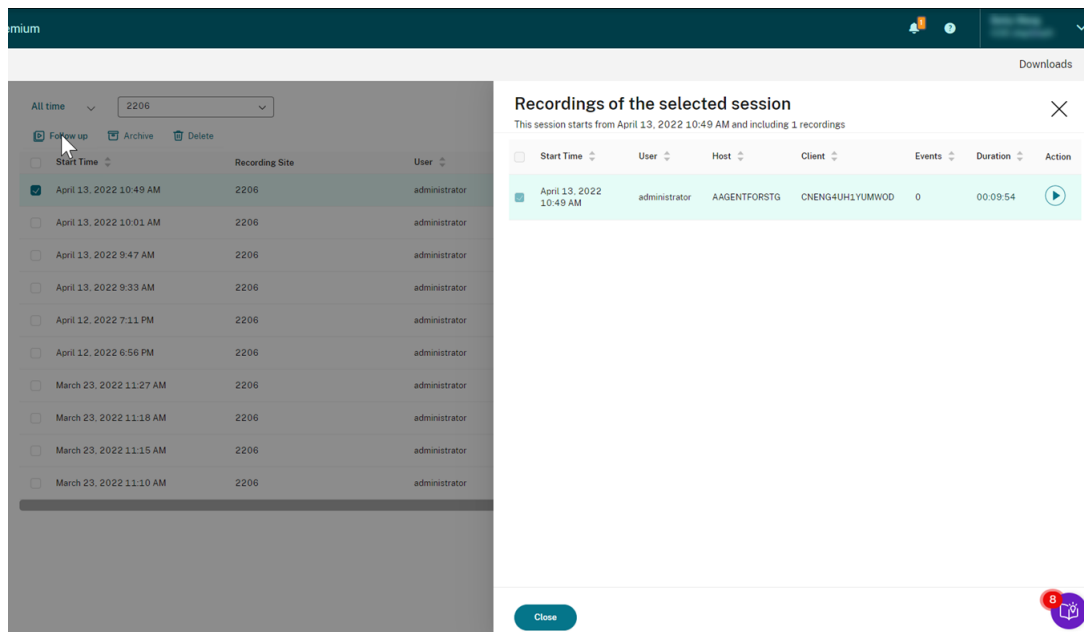 emium
1
?
Downloads
All time 2206
Follow up Archive Delete
Start Time Recording Site User
April 13, 2022 10:49 AM 2206 administrator
April 13, 2022 10:01 AM 2206 administrator
April 13, 2022 9:47 AM 2206 administrator
April 13, 2022 9:33 AM 2206 administrator
April 12, 2022 7:11 PM 2206 administrator
April 12, 2022 6:56 PM 2206 administrator
March 23, 2022 11:27 AM 2206 administrator
March 23, 2022 11:18 AM 2206 administrator
March 23, 2022 11:15 AM 2206 administrator
March 23, 2022 11:10 AM 2206 administrator
Recordings of the selected session
This session starts from April 13, 2022 10:49 AM and including 1 recordings
Start Time User Host Client Events Duration Action
April 13, 2022
10:49 AM administrator AAGENTFORSTG CNENG4UH1YUMWOD 0 00:09:54
Close
8